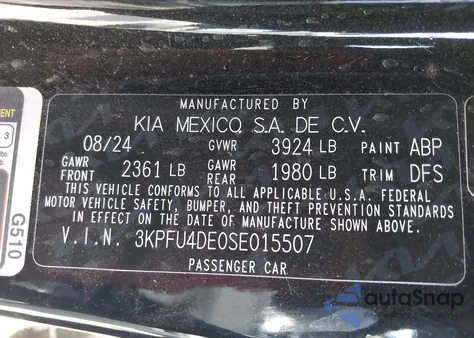 MANUFACTURED BY
KIA MEXICO, S.A. DE C.V.
08/24 GVWR 3924 LB PAINT ABP
GAWR FRONT 2361 LB GAWR REAR 1980 LB TRIM DFS
THIS VEHICLE CONFORMS TO ALL APPLICABLE U.S.A. FEDERAL
MOTOR VEHICLE SAFETY, BUMPER, AND THEFT PREVENTION STANDARDS
IN EFFECT ON THE DATE OF MANUFACTURE SHOWN ABOVE.
V.I.N. 3KPFU4DE0SE015507
PASSENGER CAR
G510
3
lbs.
autoSnap